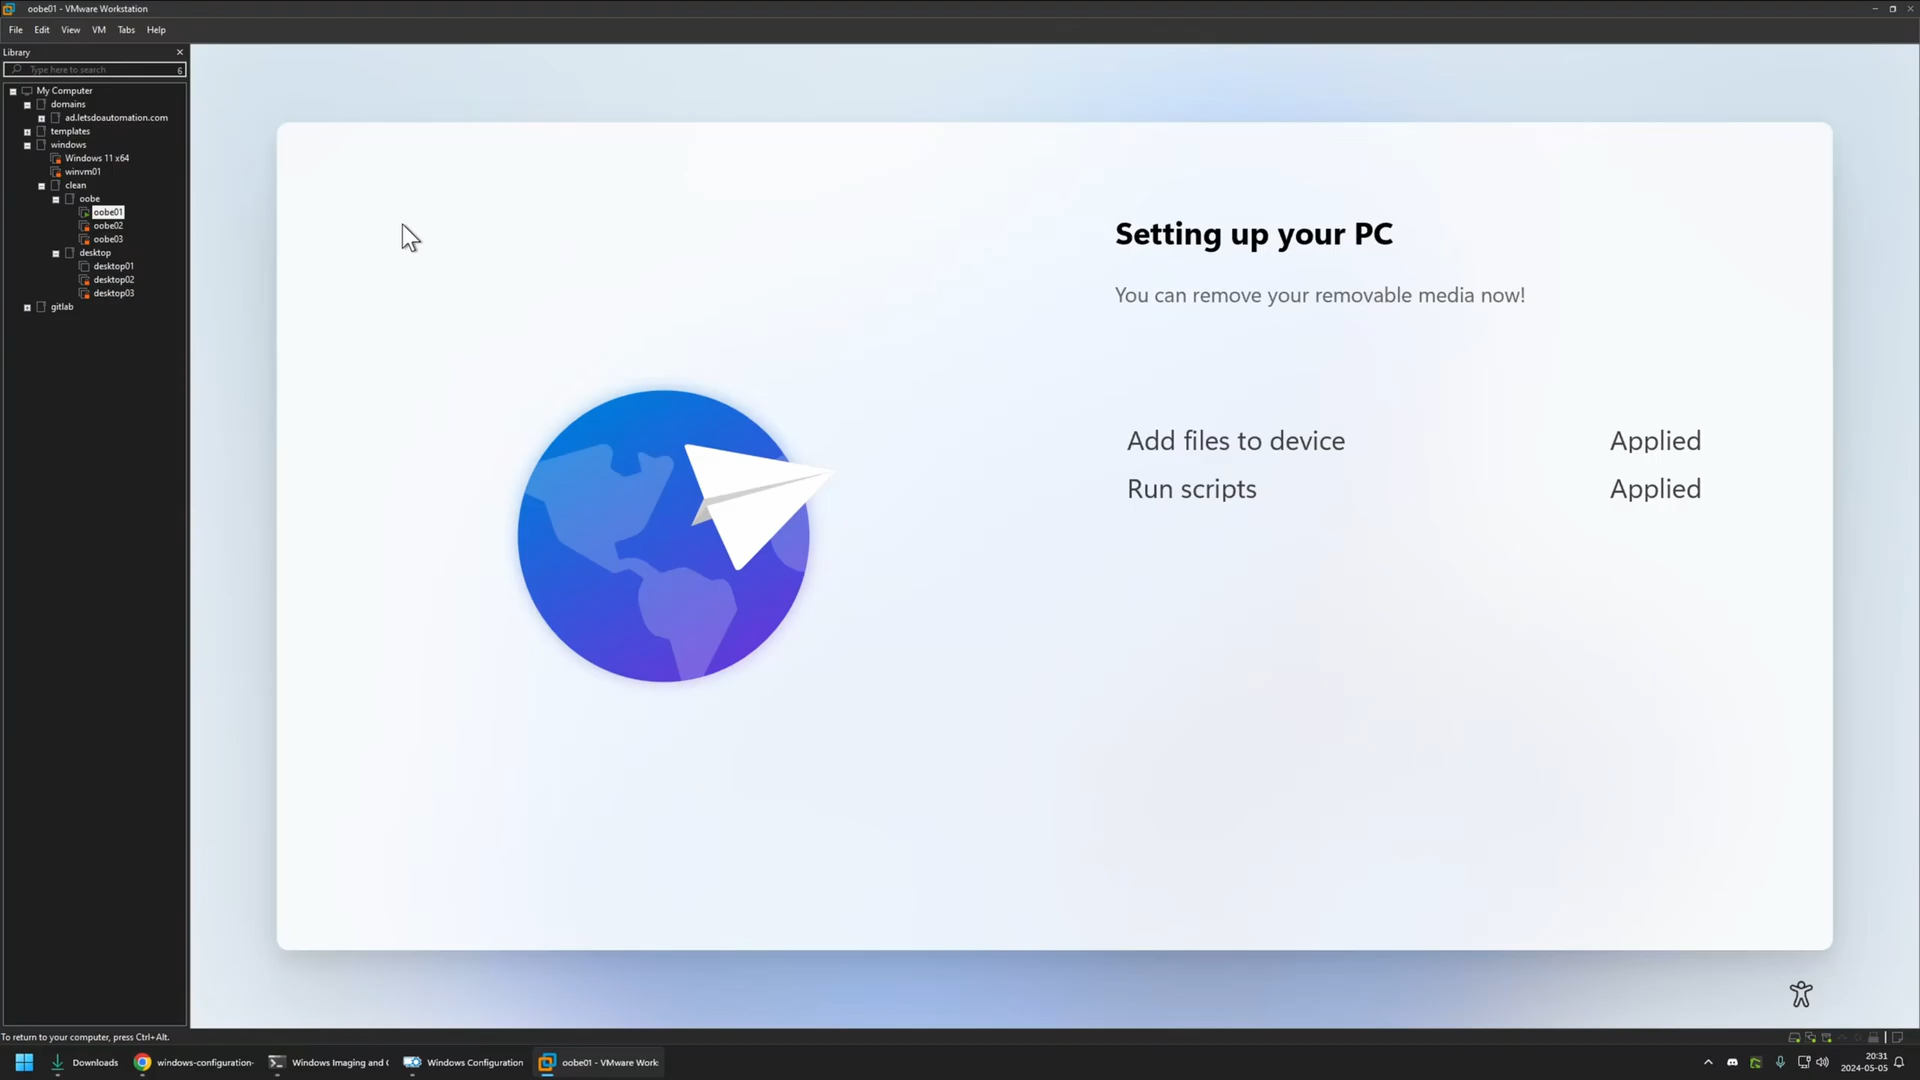 oobe01 - VMware Workstation
File Edit View VM Tabs Help
Library
Type here to search
6
My Computer
domains
ad.letsdoautomation.com
templates
windows
Windows 11 x64
winvm01
clean
oobe
oobe01
oobe02
oobe03
desktop
desktop01
desktop02
desktop03
gitlab
Setting up your PC
You can remove your removable media now!
Add files to device Applied
Run scripts Applied
To return to your computer, press Ctrl+Alt.
Downloads windows-configuration- Windows Imaging and C Windows Configuration oobe01 - VMware Work
20:31
2024-05-05